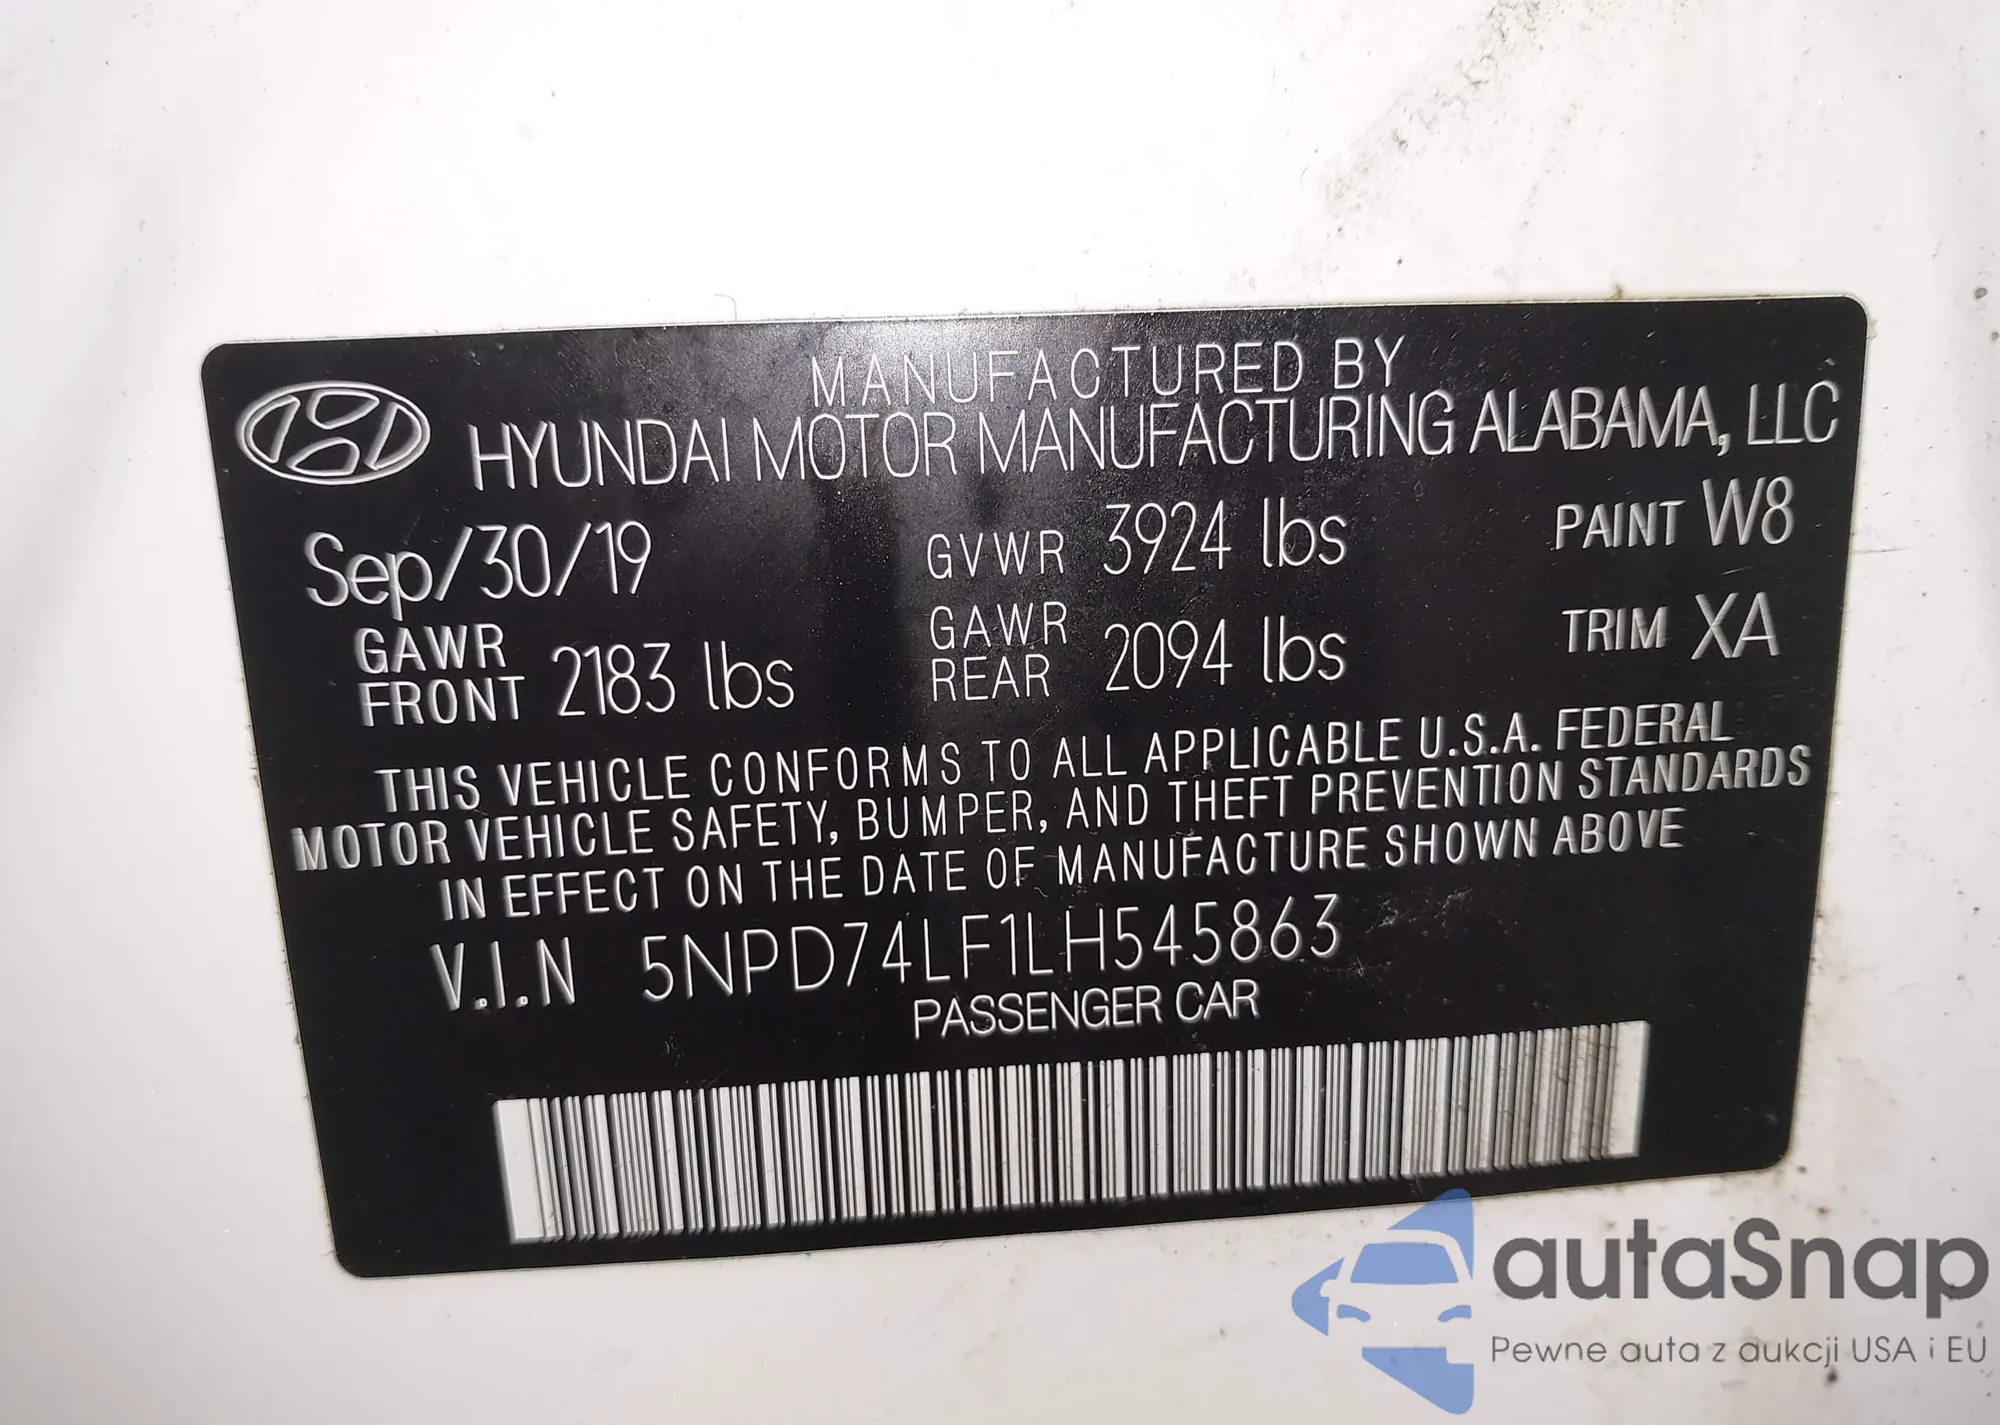 MANUFACTURED BY
HYUNDAI MOTOR MANUFACTURING ALABAMA, LLC
Sep/30/19 GVWR 3924 lbs PAINT W8
GAWR FRONT 2183 lbs GAWR REAR 2094 lbs TRIM XA
THIS VEHICLE CONFORMS TO ALL APPLICABLE U.S.A. FEDERAL
MOTOR VEHICLE SAFETY, BUMPER, AND THEFT PREVENTION STANDARDS
IN EFFECT ON THE DATE OF MANUFACTURE SHOWN ABOVE
V.I.N 5NPD74LF1LH545863
PASSENGER CAR
autaSnap
Pewne auta z aukcji USA i EU